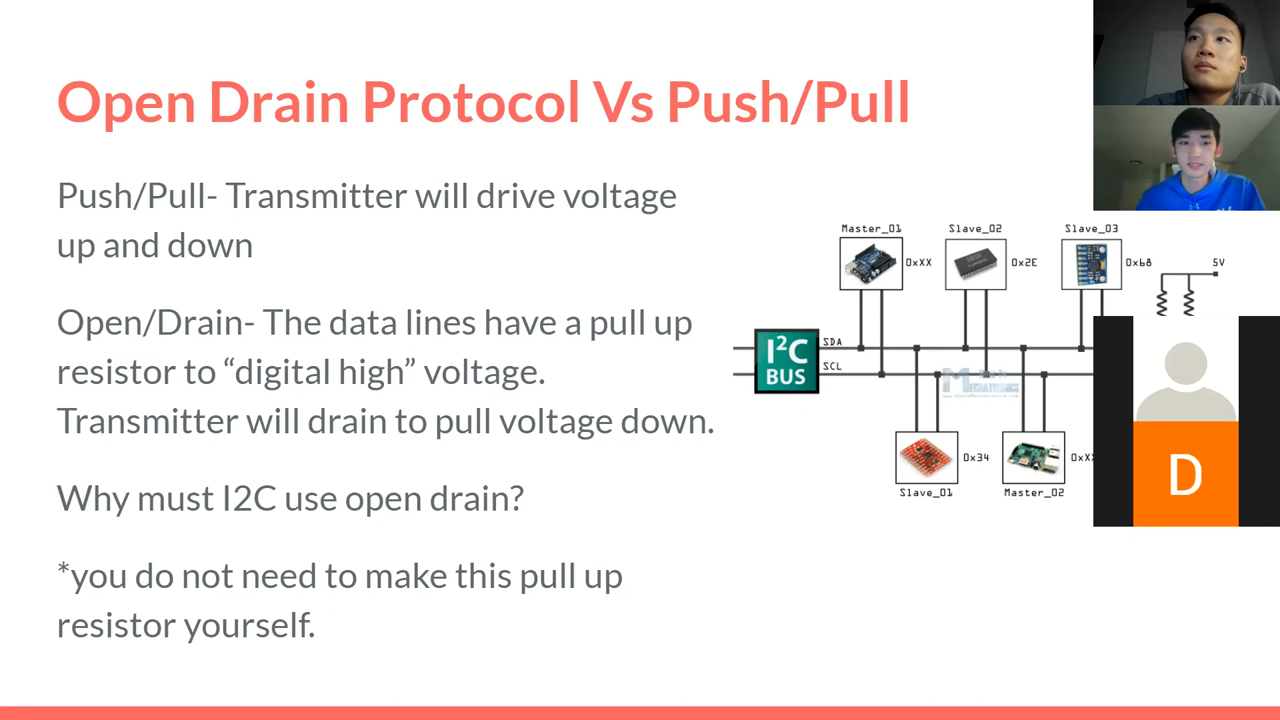 Open Drain Protocol Vs Push/Pull
Push/Pull- Transmitter will drive voltage
up and down
Open/Drain- The data lines have a pull up
resistor to “digital high” voltage.
Transmitter will drain to pull voltage down.
Why must I2C use open drain?
*you do not need to make this pull up
resistor yourself.
Master_01
Slave_02
Slave_03
0xXX
0x2E
0x68
5V
I²C
BUS
SDA
SCL
0x34
Slave_01
Master_02
D